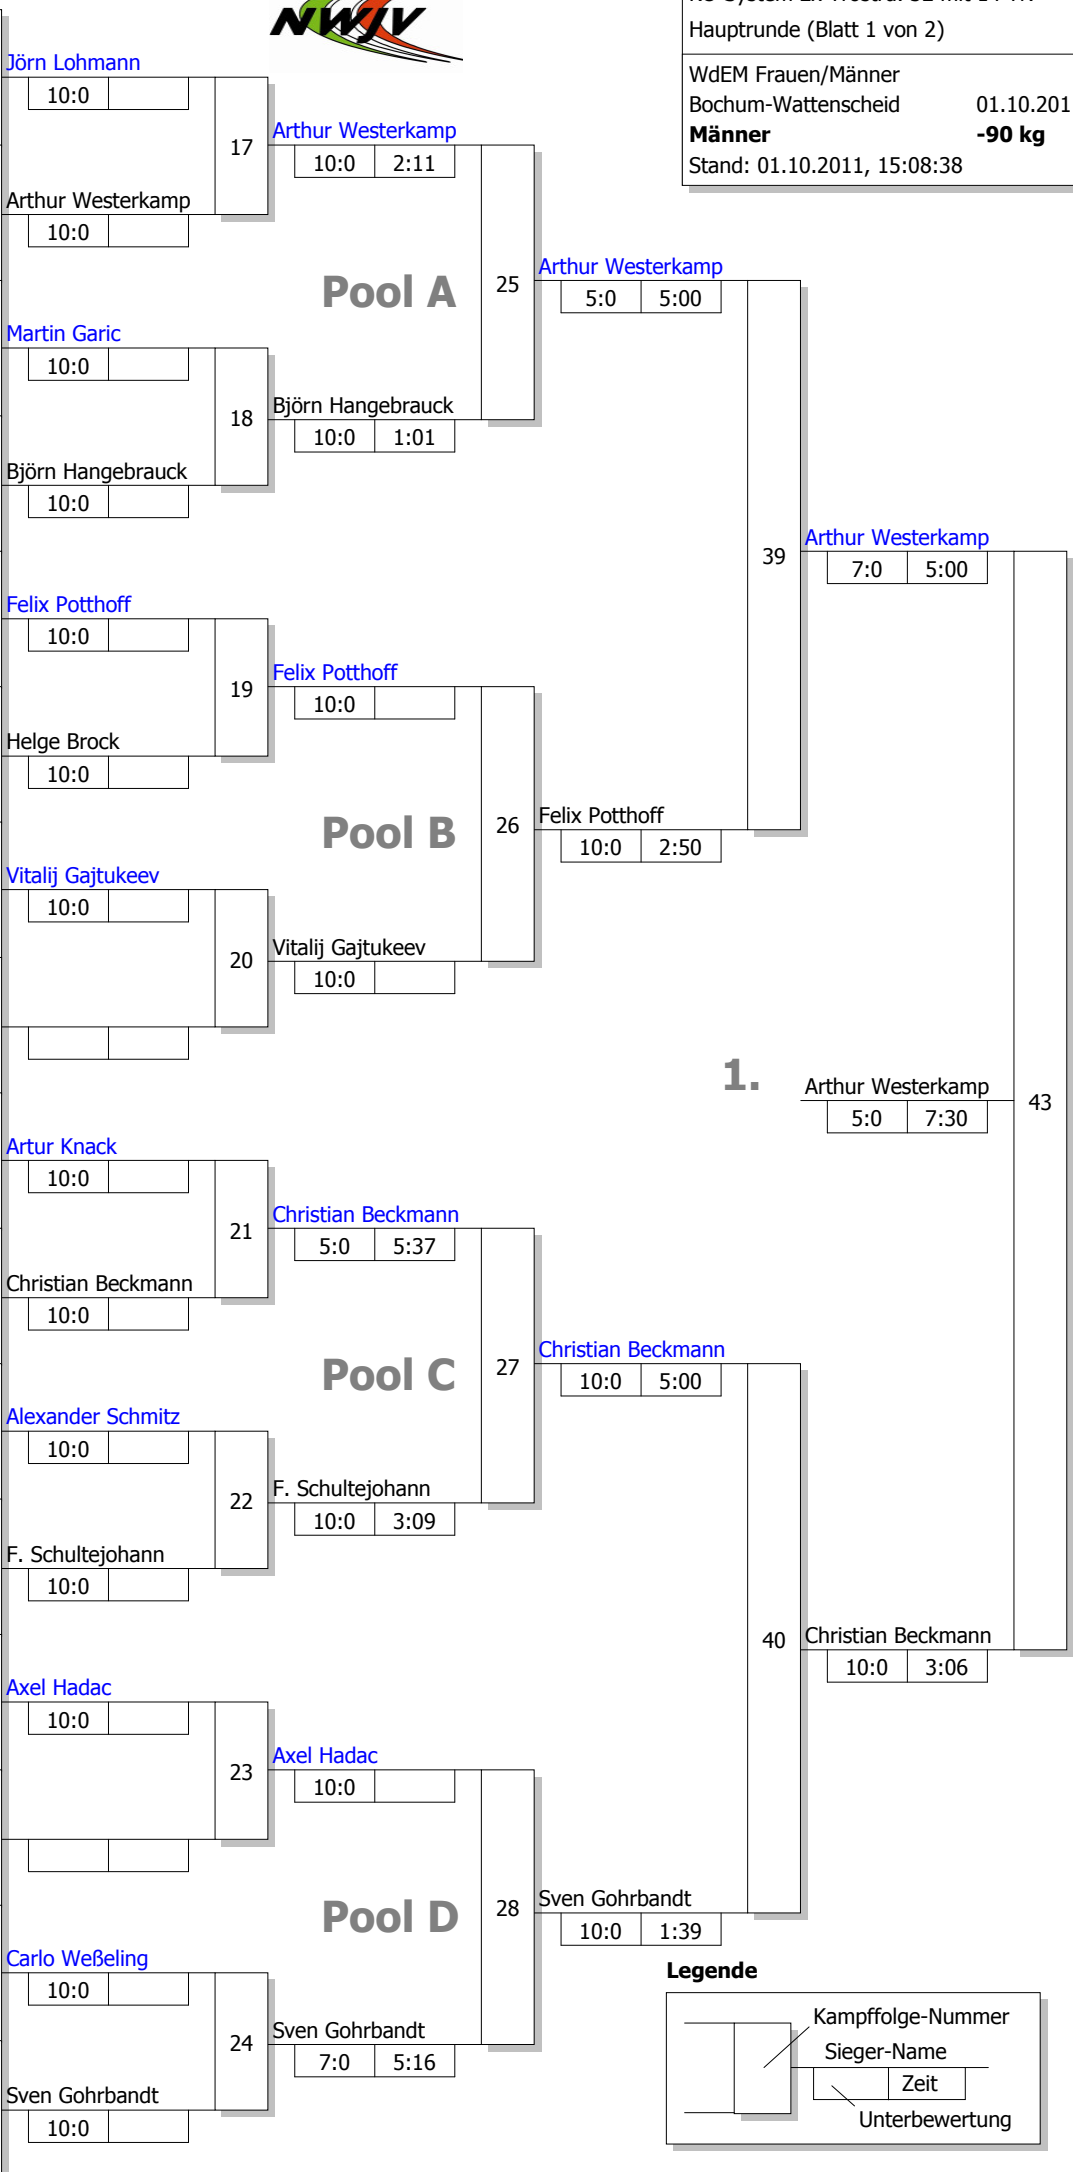 NWJV
Hauptrunde (Blatt 1 von 2)
WdEM Frauen/Männer
Bochum-Wattenscheid 01.10.201
Männer -90 kg
Stand: 01.10.2011, 15:08:38
Jörn Lohmann
10:0
17
Arthur Westerkamp
10:0 2:11
Arthur Westerkamp
10:0
Pool A
25
Arthur Westerkamp
5:0 5:00
Martin Garic
10:0
18
Björn Hangebrauck
10:0 1:01
Björn Hangebrauck
10:0
39
Arthur Westerkamp
7:0 5:00
Felix Potthoff
10:0
19
Felix Potthoff
10:0
Helge Brock
10:0
Pool B
26
Felix Potthoff
10:0 2:50
Vitalij Gajtukeev
10:0
20
Vitalij Gajtukeev
10:0
1.
Arthur Westerkamp
5:0 7:30
43
Artur Knack
10:0
21
Christian Beckmann
5:0 5:37
Christian Beckmann
10:0
Pool C
27
Christian Beckmann
10:0 5:00
Alexander Schmitz
10:0
22
F. Schultejohann
10:0 3:09
F. Schultejohann
10:0
40
Christian Beckmann
10:0 3:06
Axel Hadac
10:0
23
Axel Hadac
10:0
Pool D
28
Sven Gohrbandt
10:0 1:39
Carlo Weßeling
10:0
24
Sven Gohrbandt
7:0 5:16
Sven Gohrbandt
10:0
Legende
Kampffolge-Nummer
Sieger-Name
Zeit
Unterbewertung